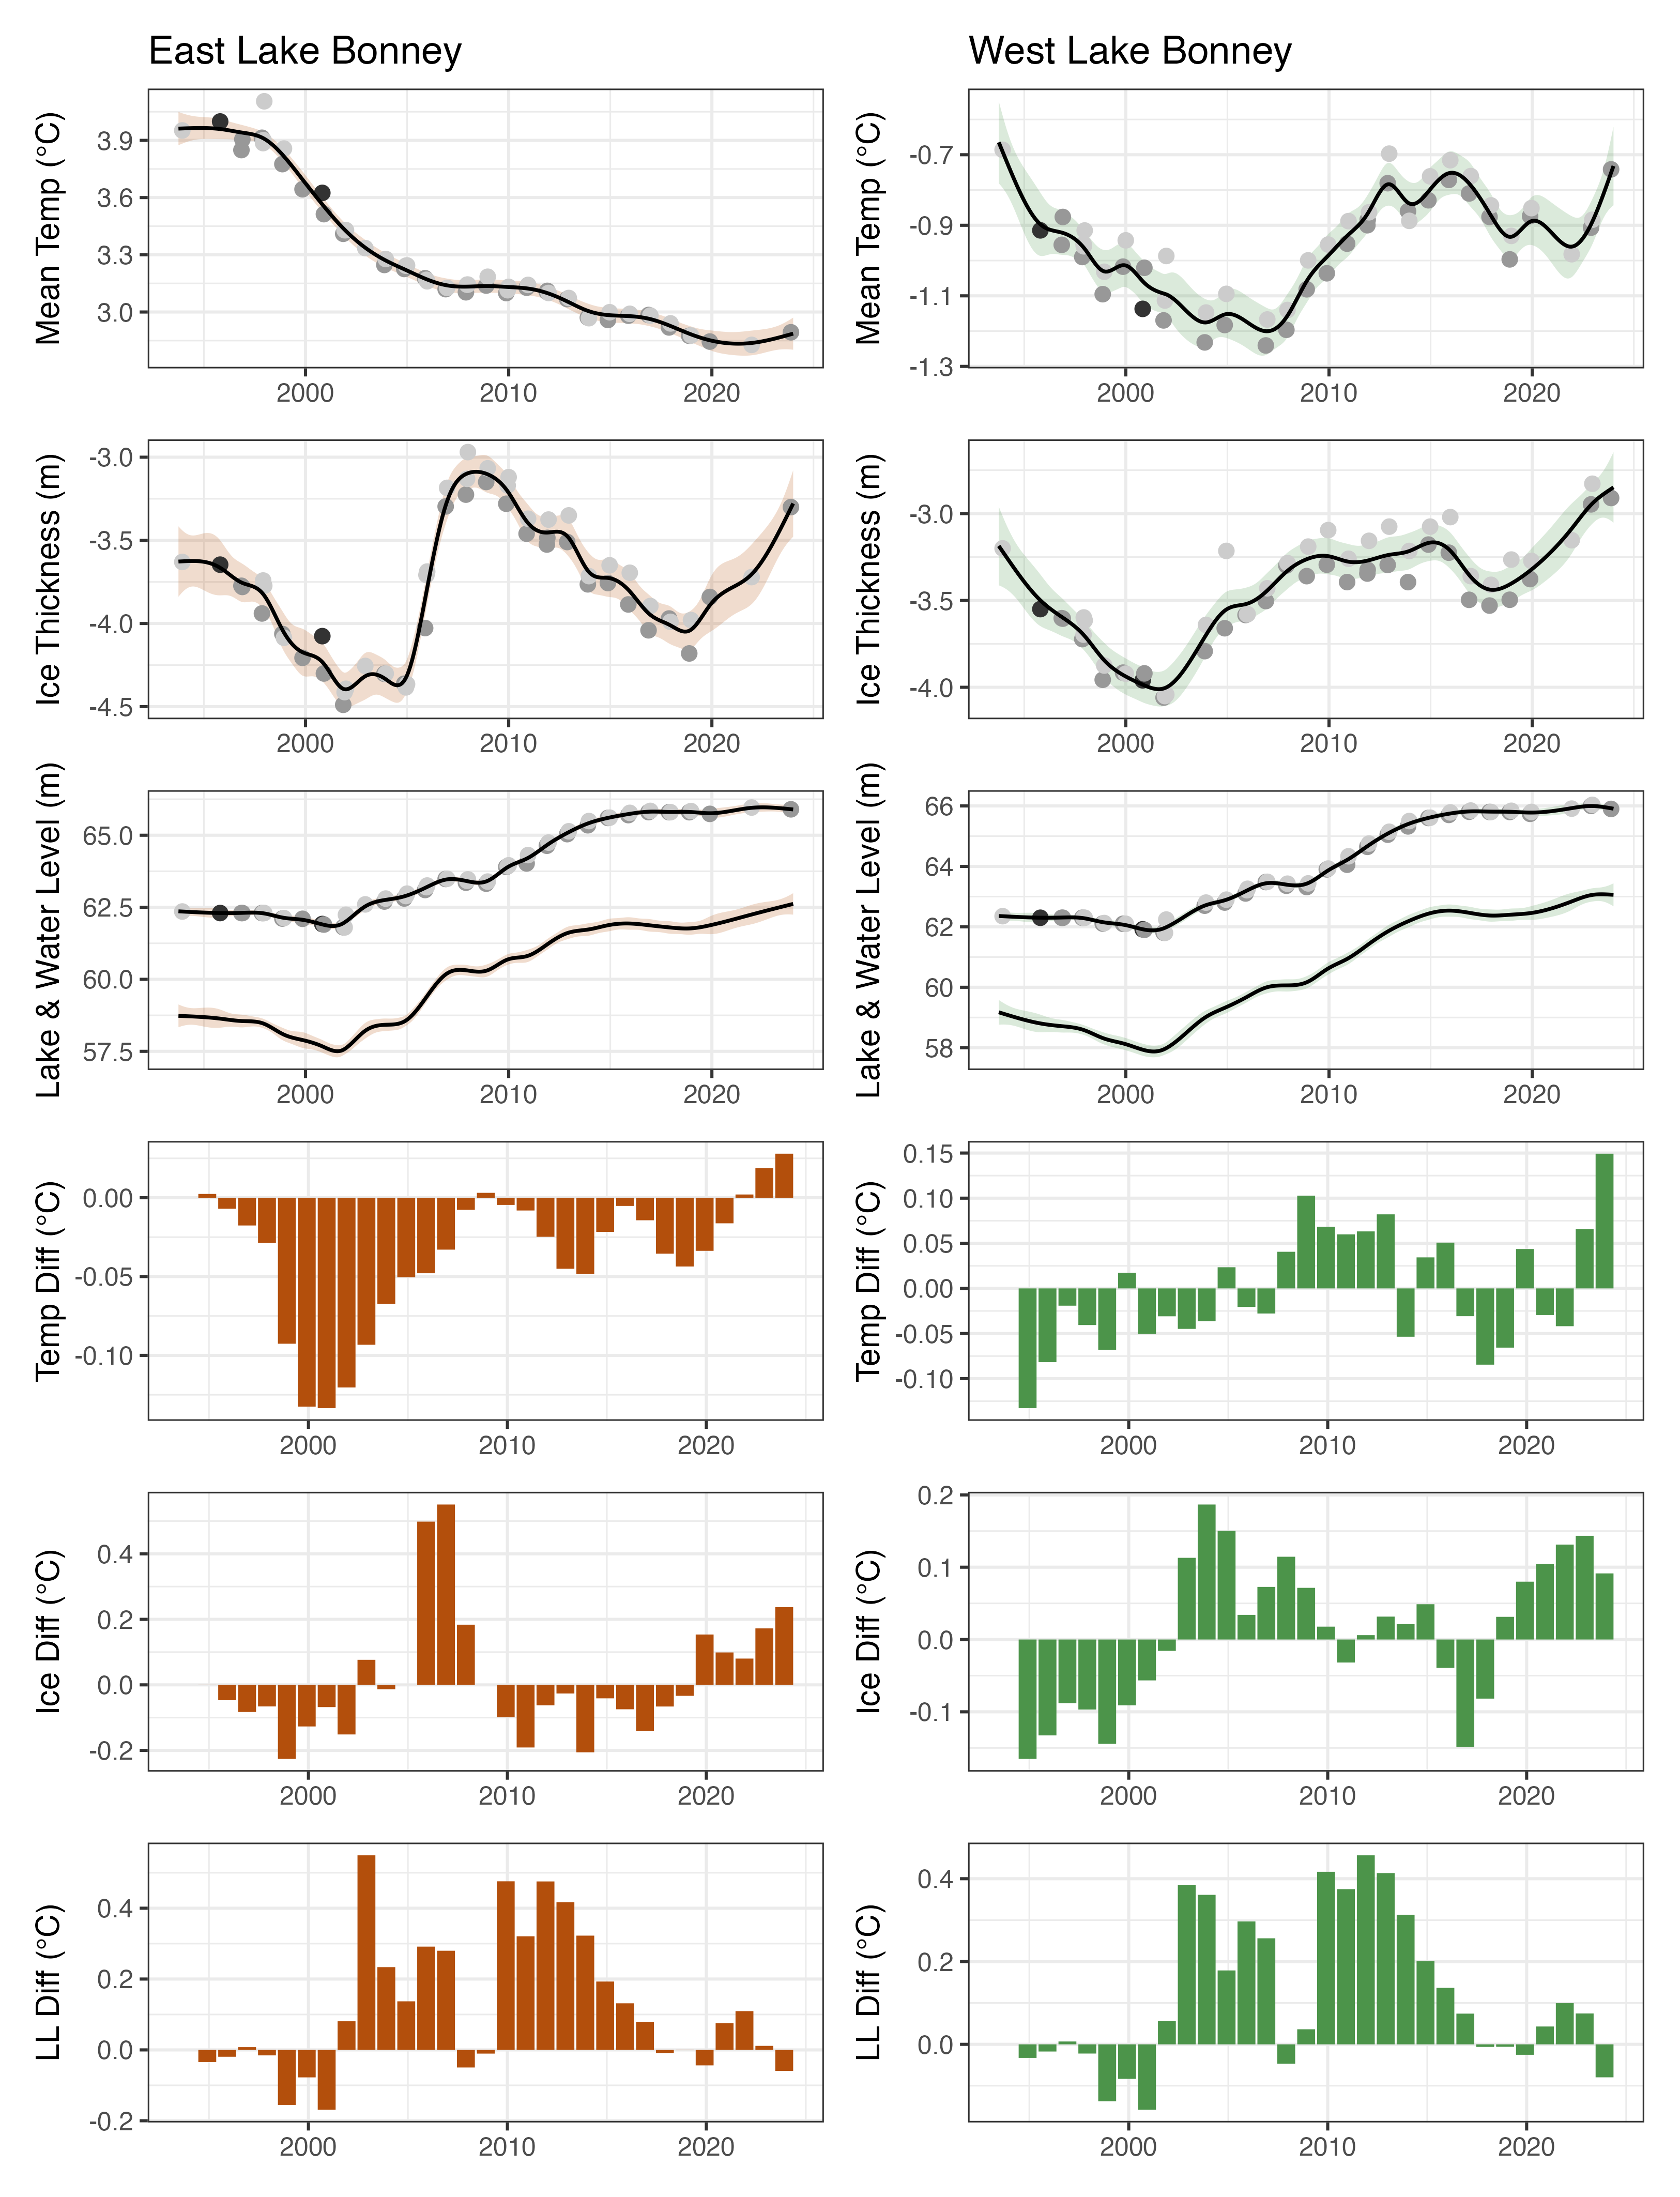 East Lake Bonney
West Lake Bonney
Mean Temp (°C)
3.9
3.6
3.3
3.0
2000 2010 2020
Mean Temp (°C)
-0.7
-0.9
-1.1
-1.3
2000 2010 2020
Ice Thickness (m)
-3.0
-3.5
-4.0
-4.5
2000 2010 2020
Ice Thickness (m)
-3.0
-3.5
-4.0
2000 2010 2020
Lake & Water Level (m)
65.0
62.5
60.0
57.5
2000 2010 2020
Lake & Water Level (m)
66
64
62
60
58
2000 2010 2020
Temp Diff (°C)
0.00
-0.05
-0.10
2000 2010 2020
Temp Diff (°C)
0.15
0.10
0.05
0.00
-0.05
-0.10
2000 2010 2020
Ice Diff (°C)
0.4
0.2
0.0
-0.2
2000 2010 2020
Ice Diff (°C)
0.2
0.1
0.0
-0.1
2000 2010 2020
LL Diff (°C)
0.4
0.2
0.0
-0.2
2000 2010 2020
LL Diff (°C)
0.4
0.2
0.0
2000 2010 2020